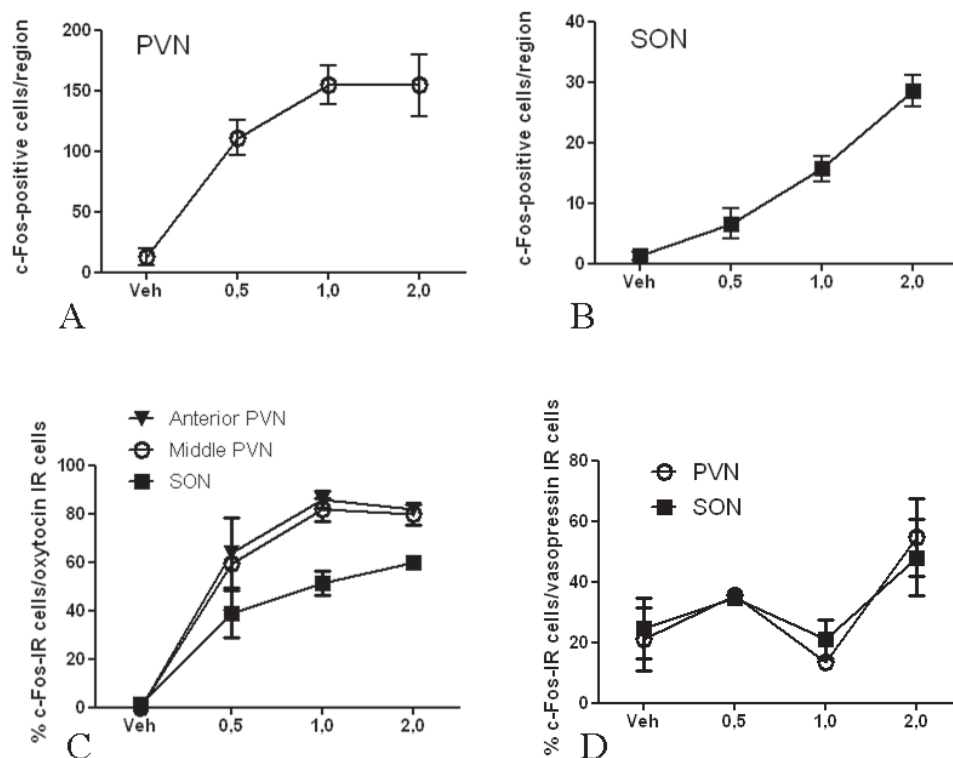 PVN
c-Fos-positive cells/region
200
150
100
50
0
Veh 0,5 1,0 2,0
A
SON
c-Fos-positive cells/region
40
30
20
10
0
Veh 0,5 1,0 2,0
B
Anterior PVN
Middle PVN
SON
% c-Fos-IR cells/oxytocin IR cells
100
80
60
40
20
0
Veh 0,5 1,0 2,0
C
PVN
SON
% c-Fos-IR cells/vasopressin IR cells
80
60
40
20
0
Veh 0,5 1,0 2,0
D